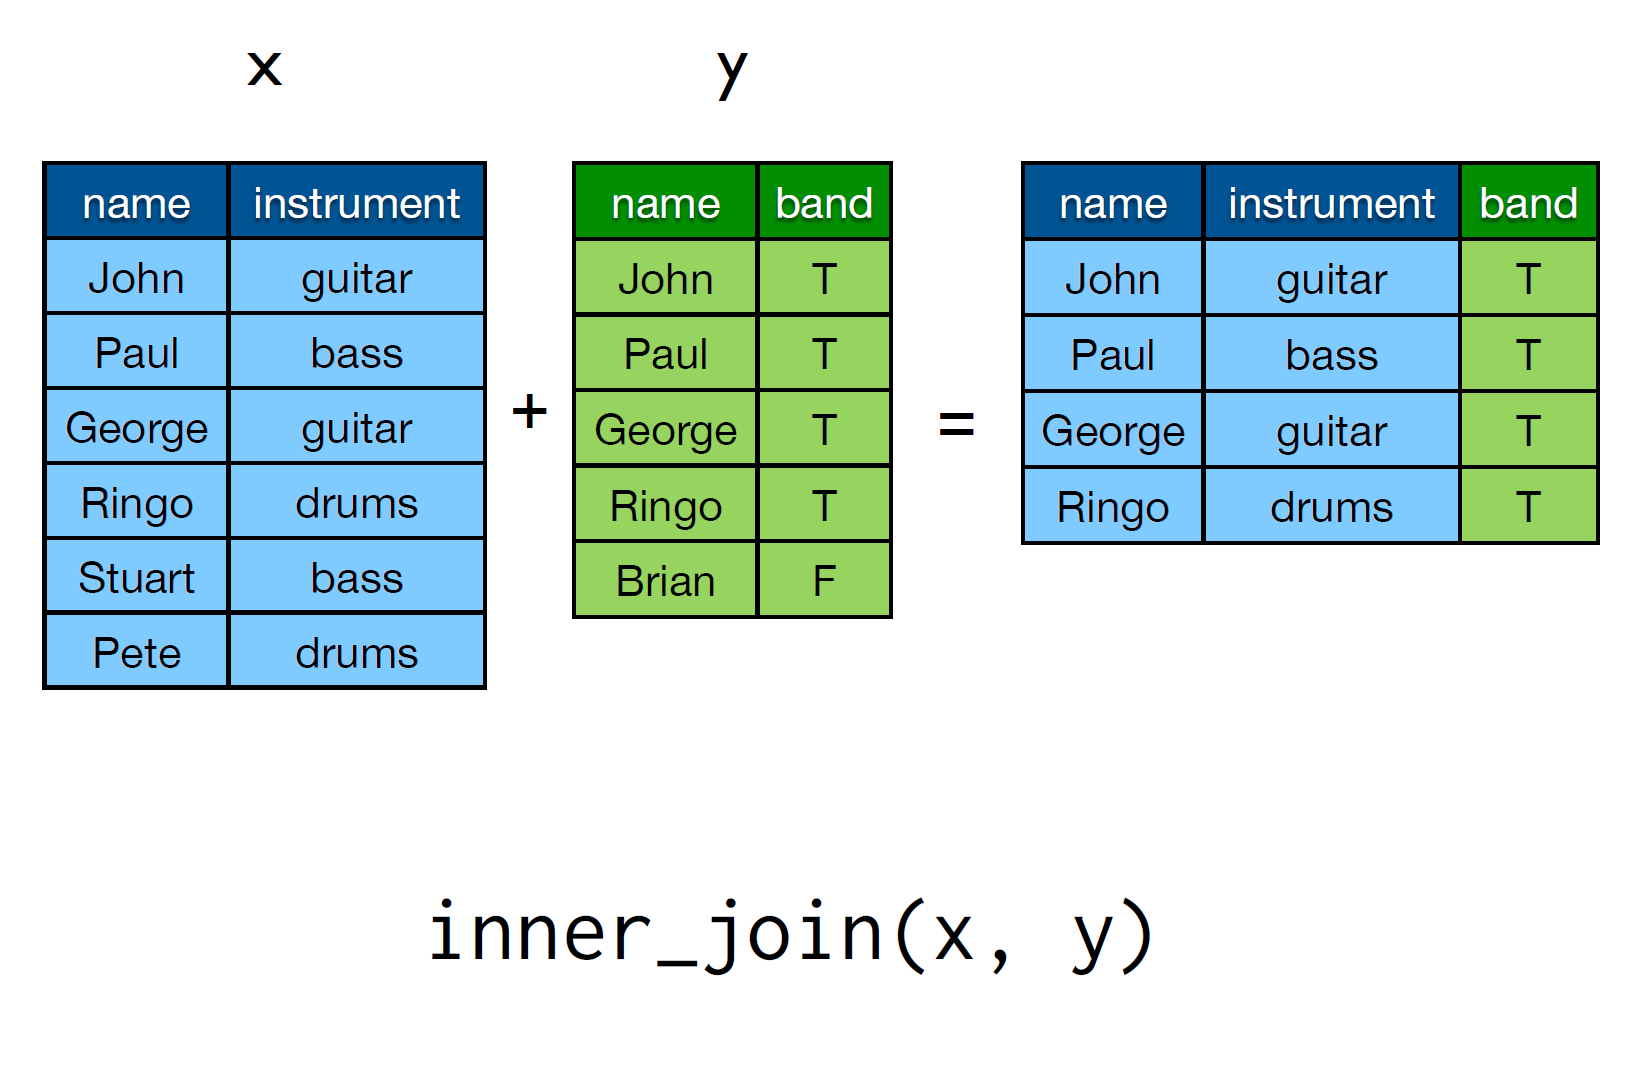 x y
name instrument name band name instrument band
John guitar John T John guitar T
Paul bass Paul T Paul bass T
George guitar + George T = George guitar T
Ringo drums Ringo T Ringo drums T
Stuart bass Brian F
Pete drums
inner_join(x, y)